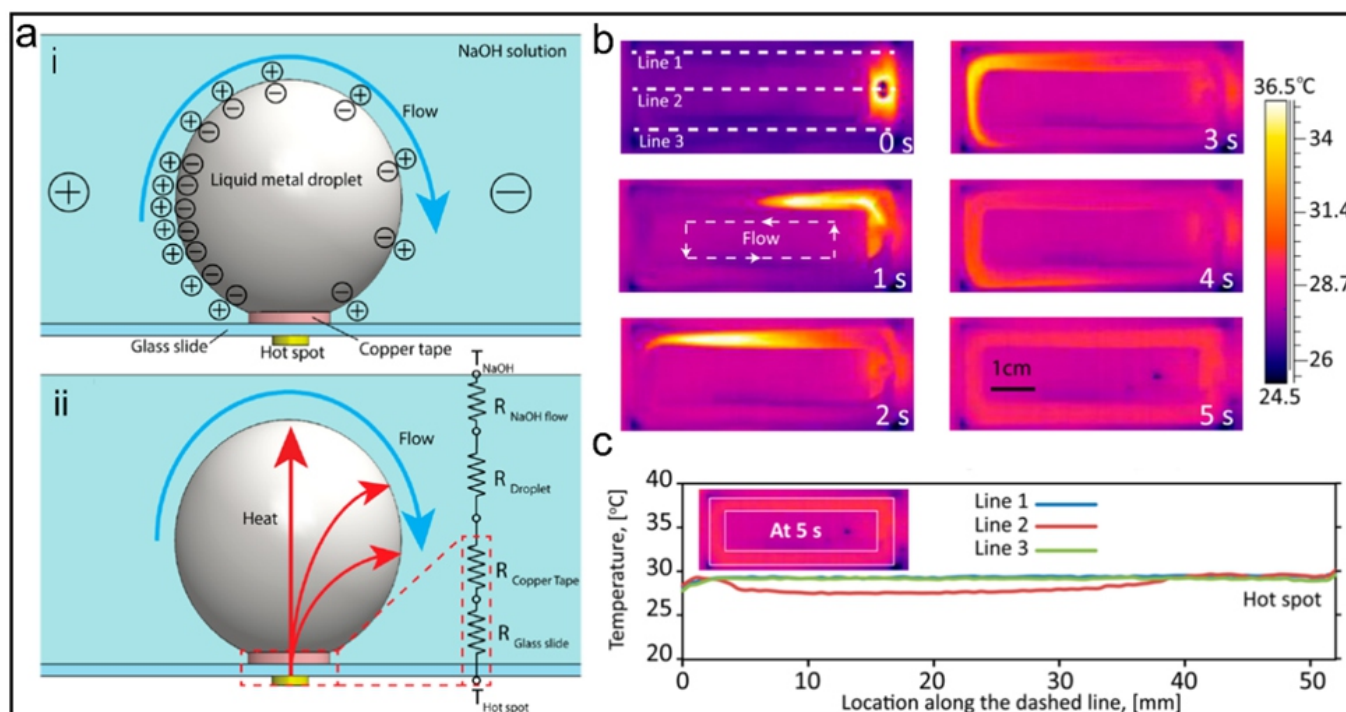 a
i
NaOH solution
+ − + −
Flow
Liquid metal droplet
+
−
Glass slide
Hot spot
Copper tape
ii
T NaOH
R NaOH flow
Flow
R Droplet
Heat
R Copper Tape
R Glass slide
T Hot spot
b
Line 1
Line 2
Line 3
0 s
3 s
Flow
1 s
4 s
2 s
1cm
5 s
36.5℃
34
31.4
28.7
26
24.5
c
Temperature, [°C]
40
35
30
25
20
At 5 s
Line 1
Line 2
Line 3
Hot spot
0
10
20
30
40
50
Location along the dashed line, [mm]